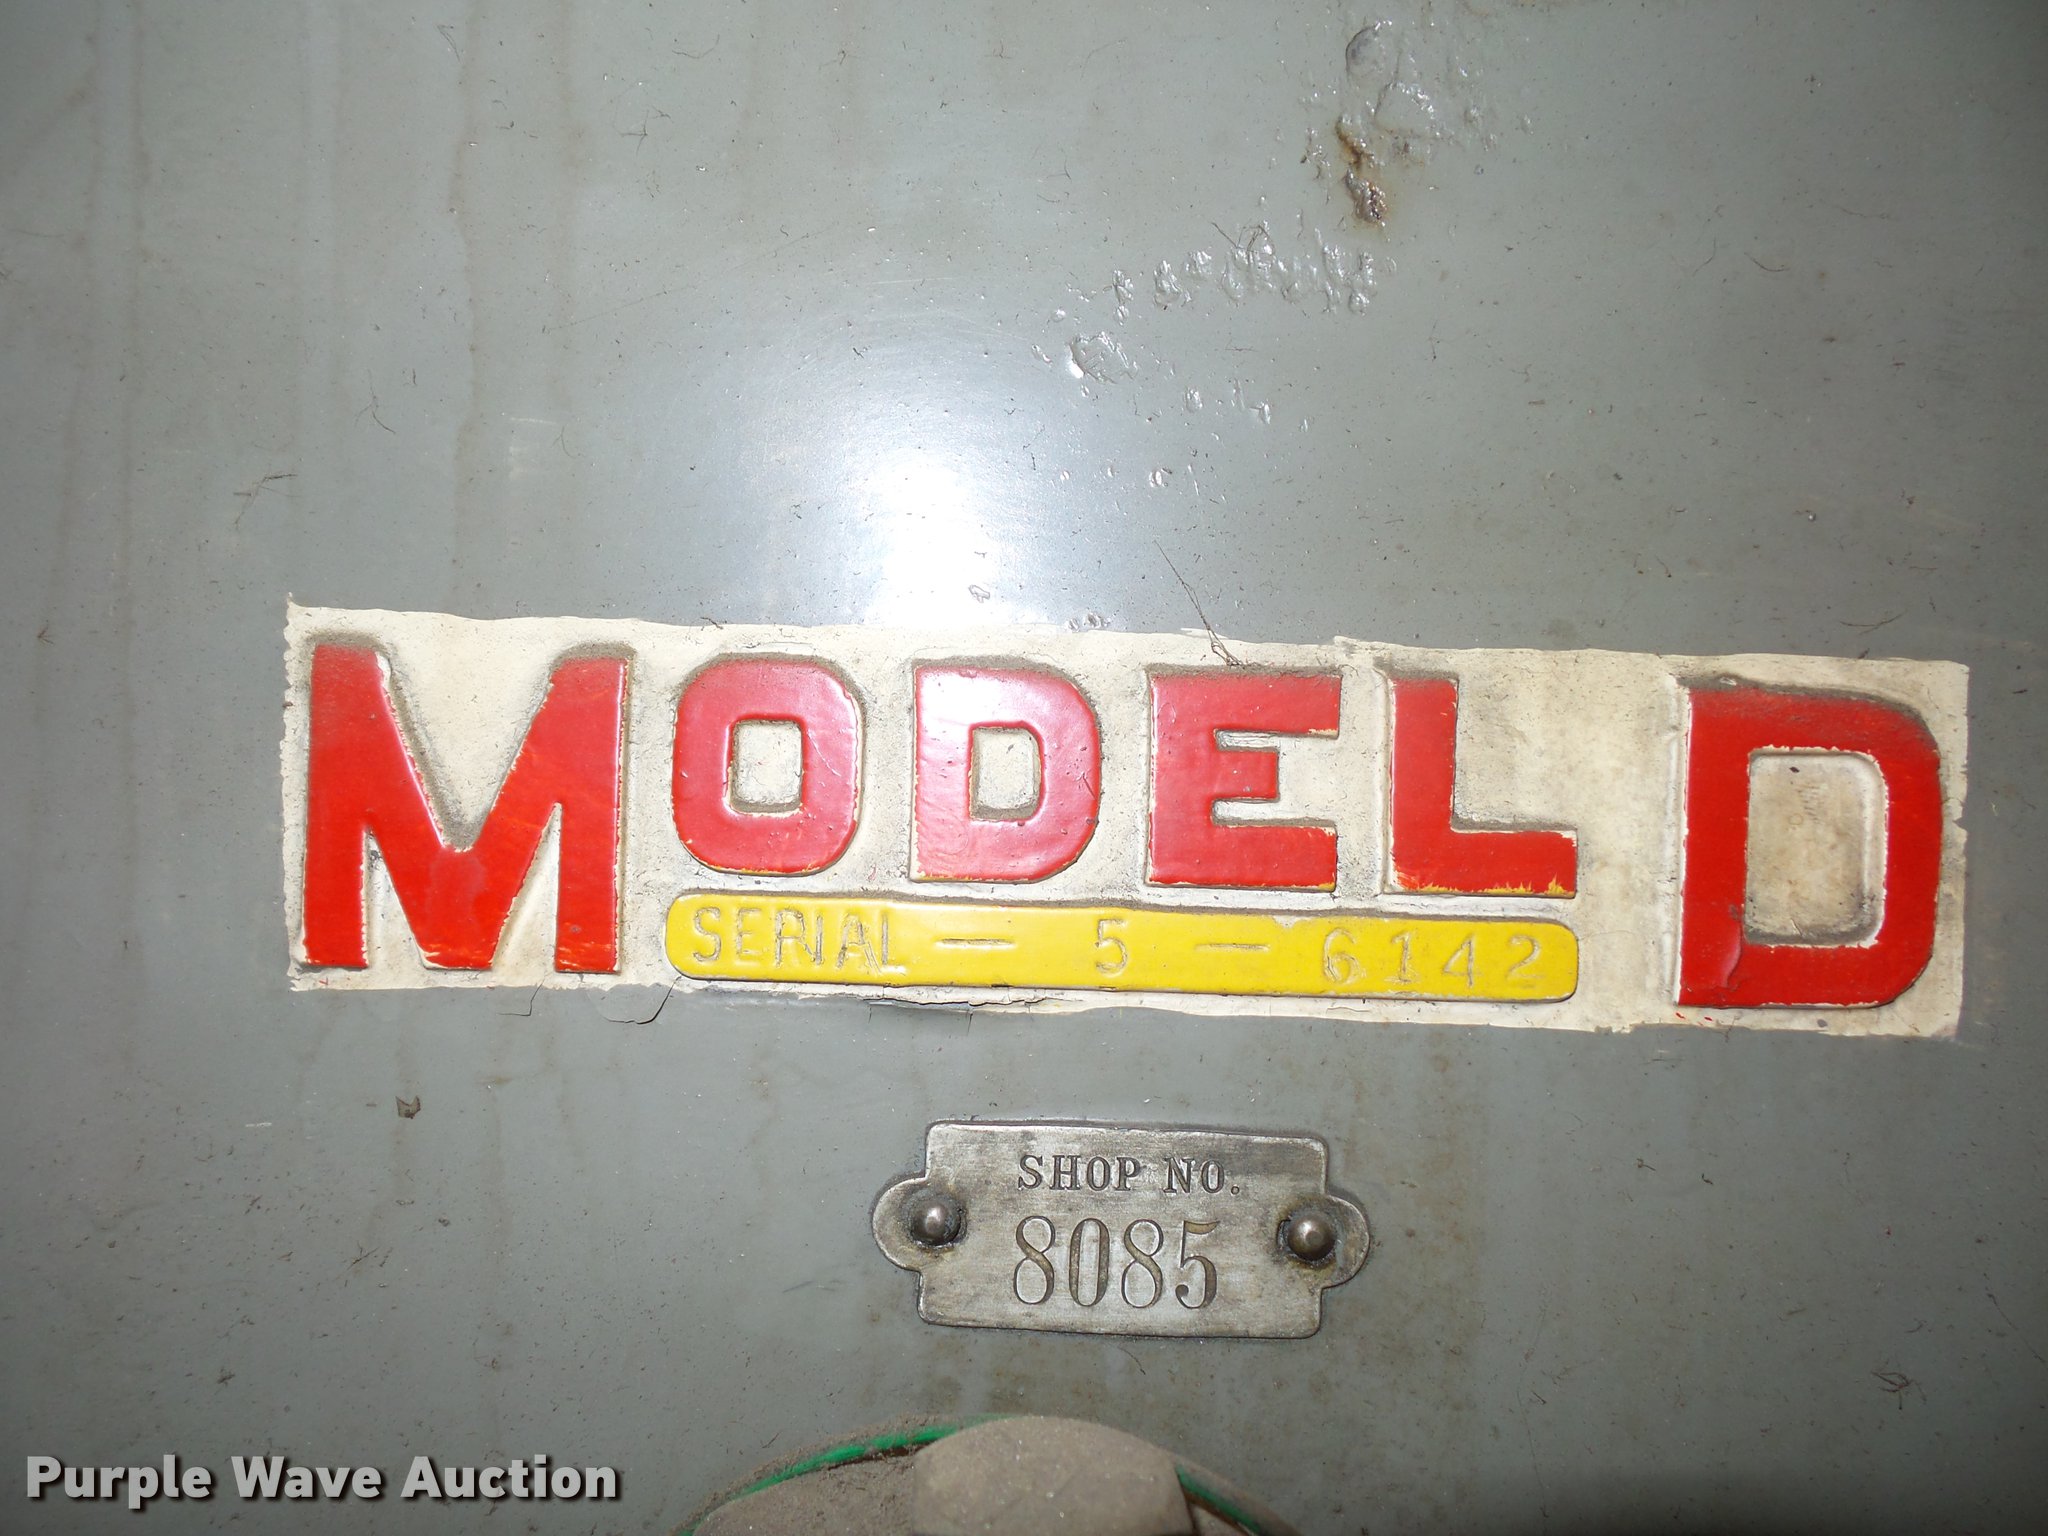 MODEL D
SERIAL - 5 - 6142
SHOP NO.
8085
Purple Wave Auction